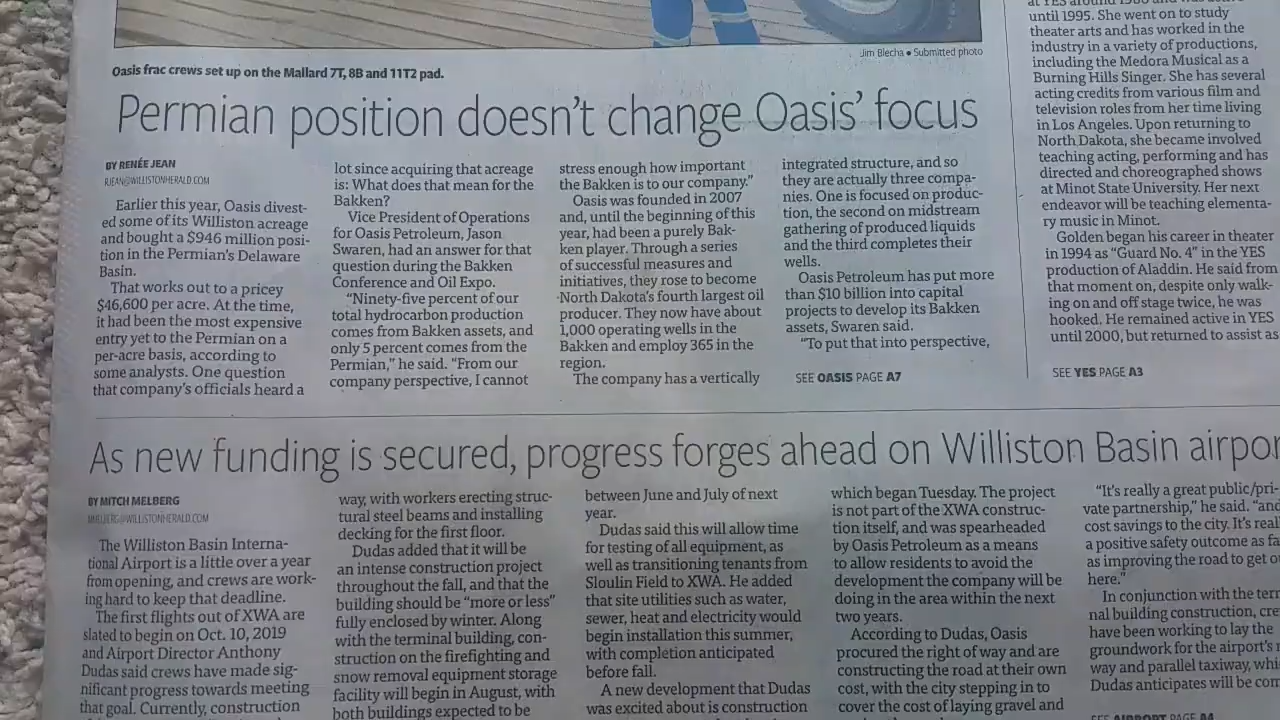 Jim Blecha • Submitted photo
Oasis frac crews set up on the Mallard 7T, 8B and 11T2 pad.
Permian position doesn't change Oasis' focus
BY RENÉE JEAN
RJEAN@WILLISTONHERALD.COM
Earlier this year, Oasis divest-
ed some of its Williston acreage
and bought a $946 million posi-
tion in the Permian's Delaware
Basin.
That works out to a pricey
$46,600 per acre. At the time,
it had been the most expensive
entry yet to the Permian on a
per-acre basis, according to
some analysts. One question
that company's officials heard a
lot since acquiring that acreage
is: What does that mean for the
Bakken?
Vice President of Operations
for Oasis Petroleum, Jason
Swaren, had an answer for that
question during the Bakken
Conference and Oil Expo.
"Ninety-five percent of our
total hydrocarbon production
comes from Bakken assets, and
only 5 percent comes from the
Permian," he said. "From our
company perspective, I cannot
stress enough how important
the Bakken is to our company."
Oasis was founded in 2007
and, until the beginning of this
year, had been a purely Bak-
ken player. Through a series
of successful measures and
initiatives, they rose to become
North Dakota's fourth largest oil
producer. They now have about
1,000 operating wells in the
Bakken and employ 365 in the
region.
The company has a vertically
integrated structure, and so
they are actually three compa-
nies. One is focused on produc-
tion, the second on midstream
gathering of produced liquids
and the third completes their
wells.
Oasis Petroleum has put more
than $10 billion into capital
projects to develop its Bakken
assets, Swaren said.
"To put that into perspective,
SEE OASIS PAGE A7
until 1995. She went on to study
theater arts and has worked in the
industry in a variety of productions,
including the Medora Musical as a
Burning Hills Singer. She has several
acting credits from various film and
television roles from her time living
in Los Angeles. Upon returning to
North Dakota, she became involved
teaching acting, performing and has
directed and choreographed shows
at Minot State University. Her next
endeavor will be teaching elementa-
ry music in Minot.
Golden began his career in theater
in 1994 as "Guard No. 4" in the YES
production of Aladdin. He said from
that moment on, despite only walk-
ing on and off stage twice, he was
hooked. He remained active in YES
until 2000, but returned to assist as
SEE YES PAGE A3
As new funding is secured, progress forges ahead on Williston Basin airpor
BY MITCH MELBERG
MMELBERG@WILLISTONHERALD.COM
The Williston Basin Interna-
tional Airport is a little over a year
from opening, and crews are work-
ing hard to keep that deadline.
The first flights out of XWA are
slated to begin on Oct. 10, 2019
and Airport Director Anthony
Dudas said crews have made sig-
nificant progress towards meeting
that goal. Currently, construction
way, with workers erecting struc-
tural steel beams and installing
decking for the first floor.
Dudas added that it will be
an intense construction project
throughout the fall, and that the
building should be "more or less"
fully enclosed by winter. Along
with the terminal building, con-
struction on the firefighting and
snow removal equipment storage
facility will begin in August, with
both buildings expected to be
between June and July of next
year.
Dudas said this will allow time
for testing of all equipment, as
well as transitioning tenants from
Sloulin Field to XWA. He added
that site utilities such as water,
sewer, heat and electricity would
begin installation this summer,
with completion anticipated
before fall.
A new development that Dudas
was excited about is construction
which began Tuesday. The project
is not part of the XWA construc-
tion itself, and was spearheaded
by Oasis Petroleum as a means
to allow residents to avoid the
development the company will be
doing in the area within the next
two years.
According to Dudas, Oasis
procured the right of way and are
constructing the road at their own
cost, with the city stepping in to
cover the cost of laying gravel and
"It's really a great public/pri-
vate partnership," he said. "and
cost savings to the city. It's real
a positive safety outcome as fa
as improving the road to get o
here."
In conjunction with the ter
nal building construction, cre
have been working to lay the
groundwork for the airport's r
way and parallel taxiway, whi
Dudas anticipates will be com
SEE AIRPORT PAGE A4